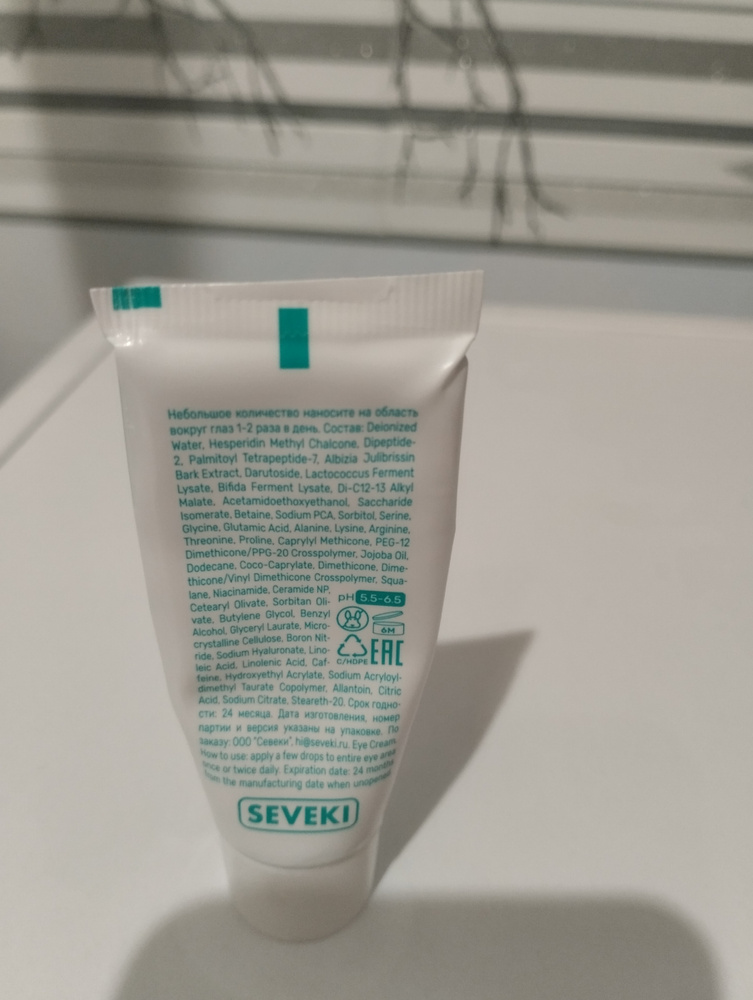 Небольшое количество наносите на область
вокруг глаз 1-2 раза в день. Состав: Deionized
Water, Hesperidin Methyl Chalcone, Dipeptide-
2, Palmitoyl Tetrapeptide-7, Albizia Julibrissin
Bark Extract, Darutoside, Lactococcus Ferment
Lysate, Bifida Ferment Lysate, Di-C12-13 Alkyl
Malate, Acetamidoethoxyethanol, Saccharide
Isomerate, Betaine, Sodium PCA, Sorbitol, Serine,
Glycine, Glutamic Acid, Alanine, Lysine, Arginine,
Threonine, Proline, Caprylyl Methicone, PEG-12
Dimethicone/PPG-20 Crosspolymer, Jojoba Oil,
Dodecane, Coco-Caprylate, Dimethicone, Dime-
thicone/Vinyl Dimethicone Crosspolymer, Squa-
lane, Niacinamide, Ceramide NP,
Cetearyl Olivate, Sorbitan Oli-
vate, Butylene Glycol, Benzyl
Alcohol, Glyceryl Laurate, Micro-
crystalline Cellulose, Boron Nit-
ride, Sodium Hyaluronate, Lino-
leic Acid, Linolenic Acid, Caf-
feine, Hydroxyethyl Acrylate, Sodium Acryloyl-
dimethyl Taurate Copolymer, Allantoin, Citric
Acid, Sodium Citrate, Steareth-20. Срок годно-
сти: 24 месяца. Дата изготовления, номер
партии и версия указаны на упаковке. По
заказу: ООО "Севеки", hi@seveki.ru. Eye Cream.
How to use: apply a few drops to entire eye area
once or twice daily. Expiration date: 24 months
from the manufacturing date when unopened
pH 5.5-6.5
6M
C/HDPE EAC
SEVEKI